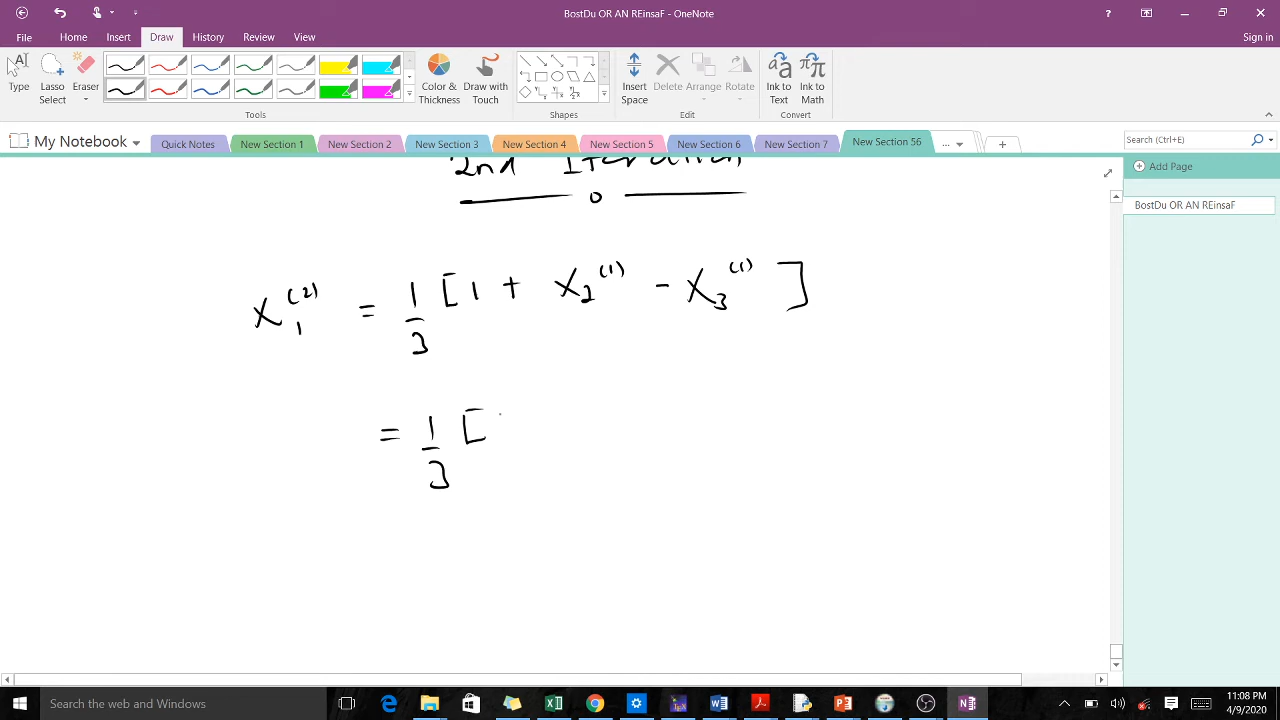 BostDu OR AN REinsaF - OneNote
File Home Insert Draw History Review View
Sign in
Type
Lasso Select
Eraser
Color & Thickness
Draw with Touch
Insert Space
Delete
Arrange
Rotate
Ink to Text
Ink to Math
Tools
Shapes
Edit
Convert
My Notebook
Quick Notes
New Section 1
New Section 2
New Section 3
New Section 4
New Section 5
New Section 6
New Section 7
New Section 56
...
Search (Ctrl+E)
Add Page
BostDu OR AN REinsaF
2nd Iteration
X₁⁽²⁾ = 1/3 [1 + X₂⁽¹⁾ - X₃⁽¹⁾ ]
= 1/3 [
Search the web and Windows
11:08 PM
4/9/2020